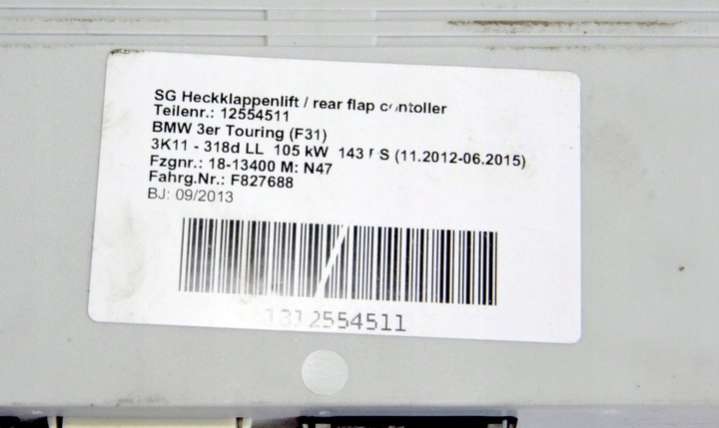 SG Heckklappenlift / rear flap contoller
Teilenr.: 12554511
BMW 3er Touring (F31)
3K11 - 318d LL 105 kW 143 PS (11.2012-06.2015)
Fzgnr.: 18-13400 M: N47
Fahrg.Nr.: F827688
BJ: 09/2013
1312554511